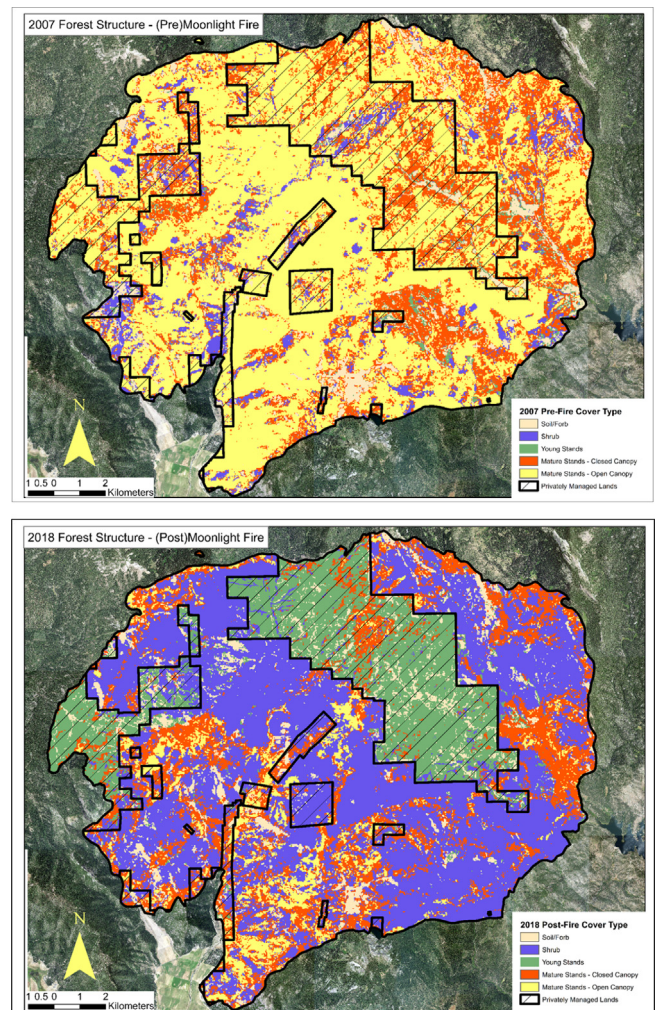 2007 Forest Structure - (Pre)Moonlight Fire
N
1 0.5 0 1 2
Kilometers
2007 Pre-Fire Cover Type
Soil/Forb
Shrub
Young Stands
Mature Stands - Closed Canopy
Mature Stands - Open Canopy
Privately Managed Lands
2018 Forest Structure - (Post)Moonlight Fire
N
1 0.5 0 1 2
Kilometers
2018 Post-Fire Cover Type
Soil/Forb
Shrub
Young Stands
Mature Stands - Closed Canopy
Mature Stands - Open Canopy
Privately Managed Lands